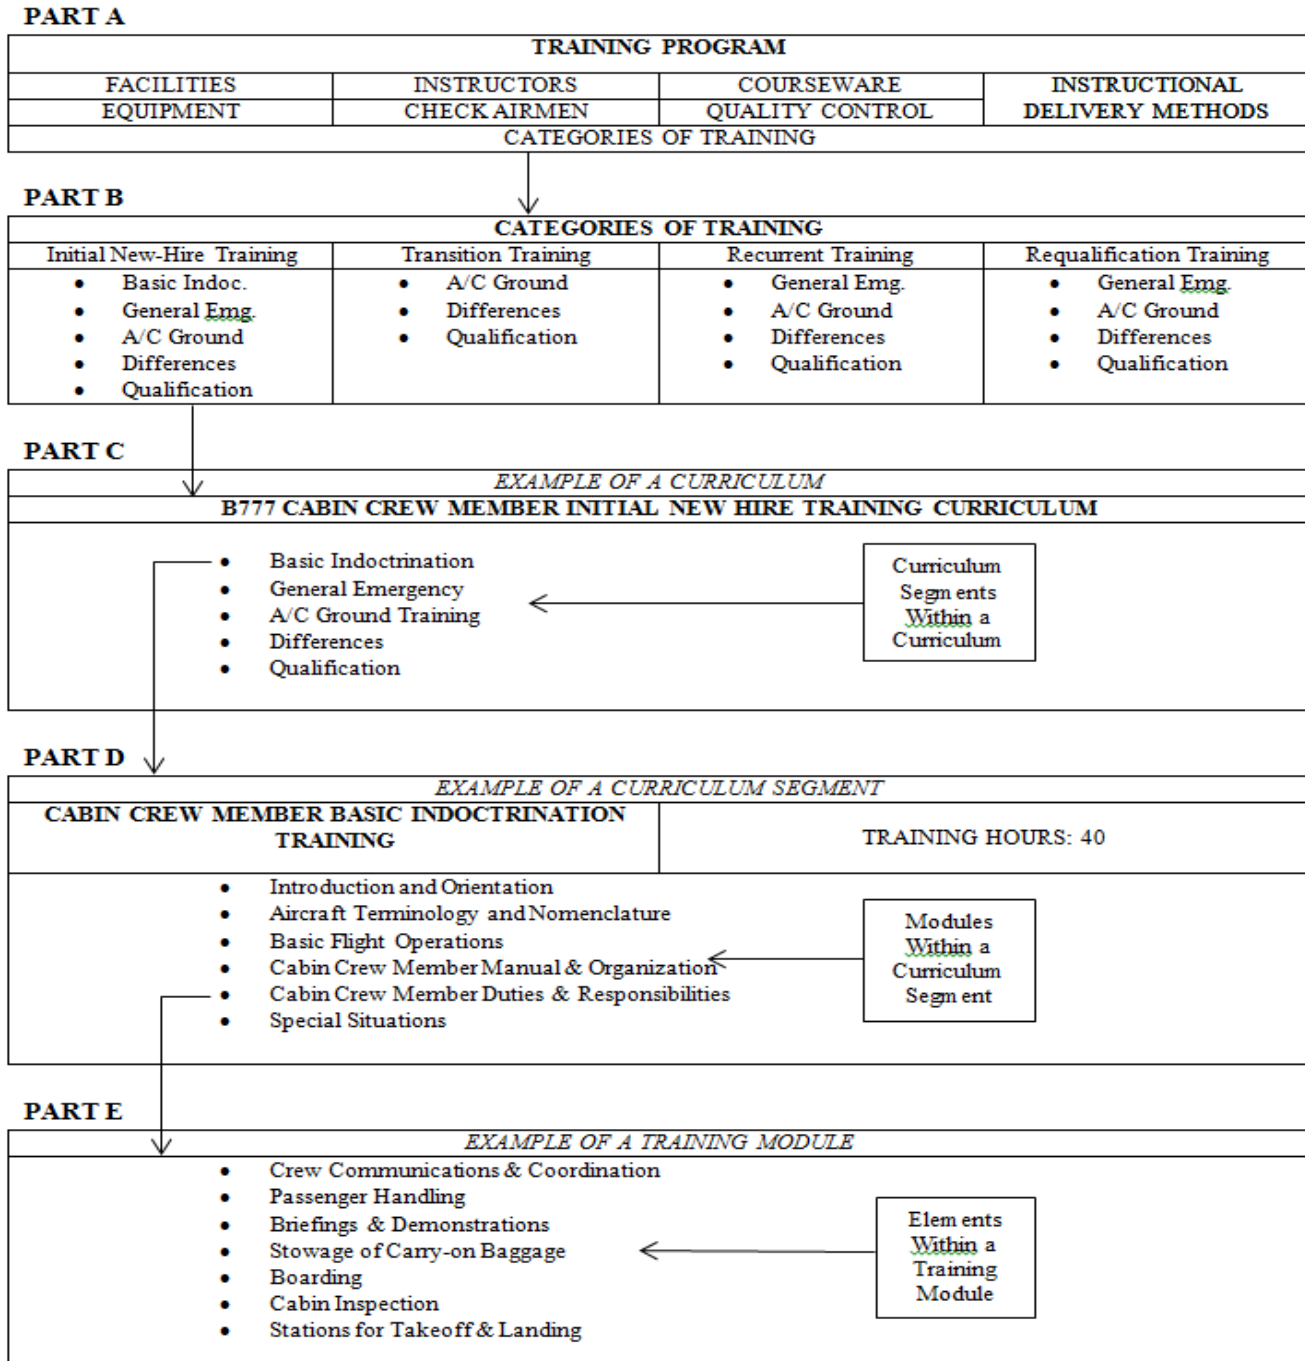 PART A
TRAINING PROGRAM
FACILITIES INSTRUCTORS COURSEWARE INSTRUCTIONAL
EQUIPMENT CHECK AIRMEN QUALITY CONTROL DELIVERY METHODS
CATEGORIES OF TRAINING
PART B
CATEGORIES OF TRAINING
Initial New-Hire Training Transition Training Recurrent Training Requalification Training
• Basic Indoc. • A/C Ground • General Emg. • General Emg.
• General Emg. • Differences • A/C Ground • A/C Ground
• A/C Ground • Qualification • Differences • Differences
• Differences • Qualification • Qualification
• Qualification
PART C
EXAMPLE OF A CURRICULUM
B777 CABIN CREW MEMBER INITIAL NEW HIRE TRAINING CURRICULUM
• Basic Indoctrination
• General Emergency
• A/C Ground Training
• Differences
• Qualification
Curriculum
Segments
Within a
Curriculum
PART D
EXAMPLE OF A CURRICULUM SEGMENT
CABIN CREW MEMBER BASIC INDOCTRINATION
TRAINING
TRAINING HOURS: 40
• Introduction and Orientation
• Aircraft Terminology and Nomenclature
• Basic Flight Operations
• Cabin Crew Member Manual & Organization
• Cabin Crew Member Duties & Responsibilities
• Special Situations
Modules
Within a
Curriculum
Segment
PART E
EXAMPLE OF A TRAINING MODULE
• Crew Communications & Coordination
• Passenger Handling
• Briefings & Demonstrations
• Stowage of Carry-on Baggage
• Boarding
• Cabin Inspection
• Stations for Takeoff & Landing
Elements
Within a
Training
Module